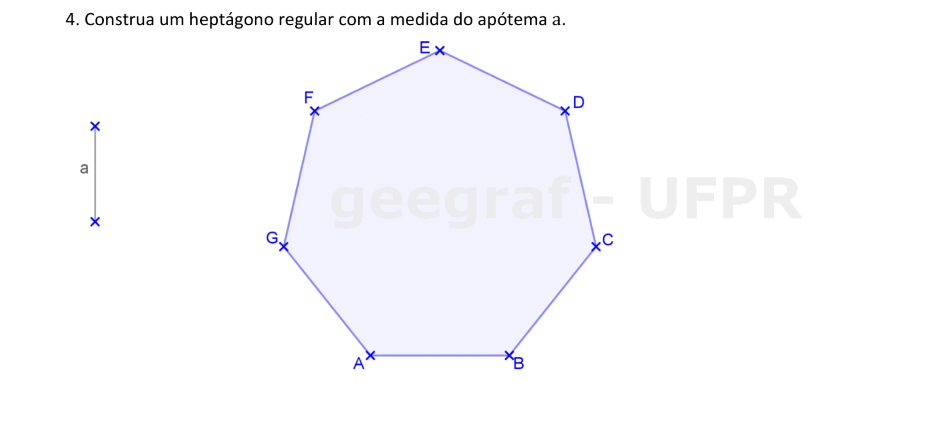 4. Construa um heptágono regular com a medida do apótema a.
E
F
D
a
geegraf - UFPR
G
C
A
B